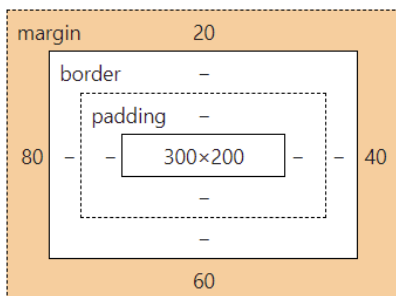 margin 20
border –
padding –
80 – – 300×200 – – 40
–
–
60